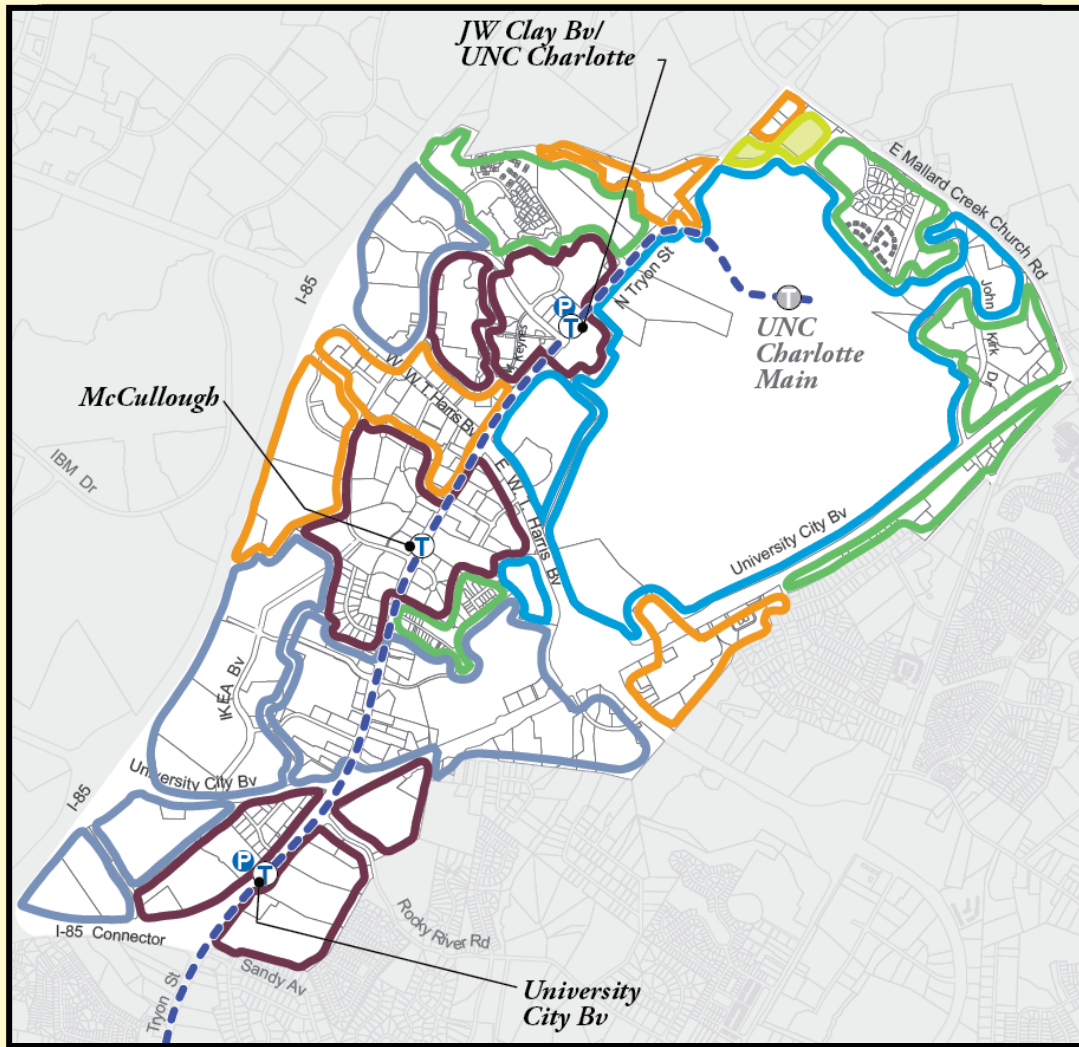 JW Clay Bv/
UNC Charlotte
E Mallard Creek Church Rd
I-85
N Tryon St
John
Kirk
Dr
P
T
T
UNC
Charlotte
Main
M Keynes
W. W.T. Harris Bv
McCullough
IBM Dr
E. W. T. Harris Bv
T
University City Bv
IKEA Bv
University City Bv
I-85
P
T
I-85 Connector
Rocky River Rd
Sandy Av
Tryon St
University
City Bv